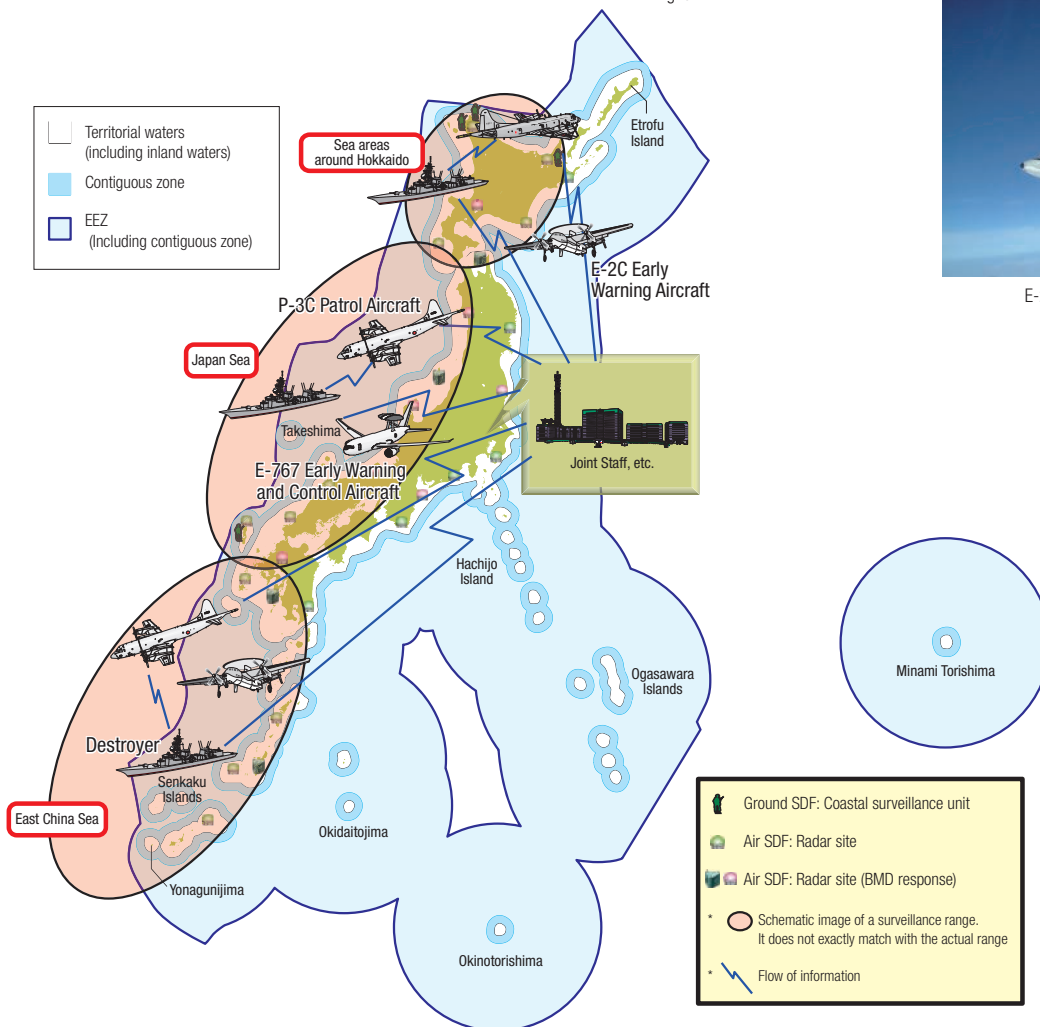 Territorial waters
(including inland waters)
Contiguous zone
EEZ
(Including contiguous zone)
Sea areas
around Hokkaido
Etrofu
Island
E-2C Early
Warning Aircraft
E-
P-3C Patrol Aircraft
Japan Sea
Takeshima
E-767 Early Warning
and Control Aircraft
Joint Staff, etc.
Hachijo
Island
Ogasawara
Islands
Minami Torishima
Destroyer
Senkaku
Islands
East China Sea
Okidaitojima
Yonagunijima
Okinotorishima
Ground SDF: Coastal surveillance unit
Air SDF: Radar site
Air SDF: Radar site (BMD response)
* Schematic image of a surveillance range.
It does not exactly match with the actual range
* Flow of information